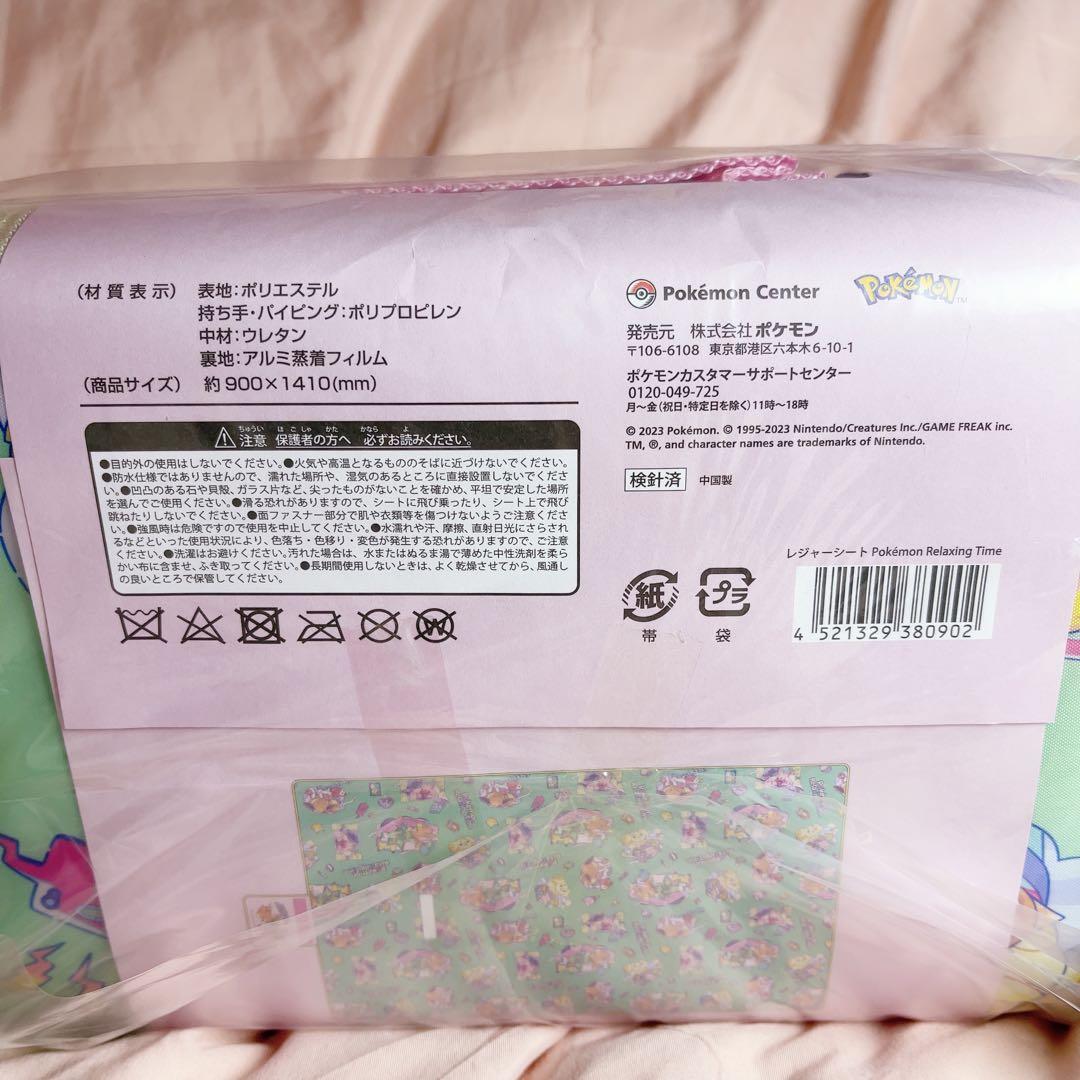 (材質表示) 表地:ポリエステル
持ち手・パイピング:ポリプロピレン
中材:ウレタン
裏地:アルミ蒸着フィルム
(商品サイズ) 約900×1410(mm)
ちゅうい ほごしゃ かた かなら よ
注意 保護者の方へ 必ずお読みください。
●目的外の使用はしないでください。●火気や高温となるもののそばに近づけないでください。
●防水仕様ではありませんので、濡れた場所や、湿気のあるところに直接設置しないでください。
い。●凹凸のある石や貝殻、ガラス片など、尖ったものがないことを確かめ、平坦で安定した場所
を選んでご使用ください。●滑る恐れがありますので、シートに飛び乗ったり、シート上で飛び
跳ねたりしないでください。●面ファスナー部分で肌や衣類等を傷つけないようご注意くださ
い。●強風時は危険ですので使用を中止してください。●水濡れや汗、摩擦、直射日光にさらされ
るなどといった使用状況により、色落ち・色移り・変色が発生する恐れがありますので、ご注意
ください。●洗濯はお避けください。汚れた場合は、水またはぬるま湯で薄めた中性洗剤を柔ら
かい布に含ませ、ふき取ってください。●長期間使用しないときは、よく乾燥させてから、風通し
の良いところで保管してください。
W
Pokémon Center
POKéMON TM
発売元 株式会社ポケモン
〒106-6108 東京都港区六本木6-10-1
ポケモンカスタマーサポートセンター
0120-049-725
月~金(祝日・特定日を除く)11時~18時
© 2023 Pokémon. © 1995-2023 Nintendo/Creatures Inc./GAME FREAK inc.
TM, ®, and character names are trademarks of Nintendo.
検針済 中国製
レジャーシート Pokémon Relaxing Time
紙 プラ
帯 袋
4 521329 380902